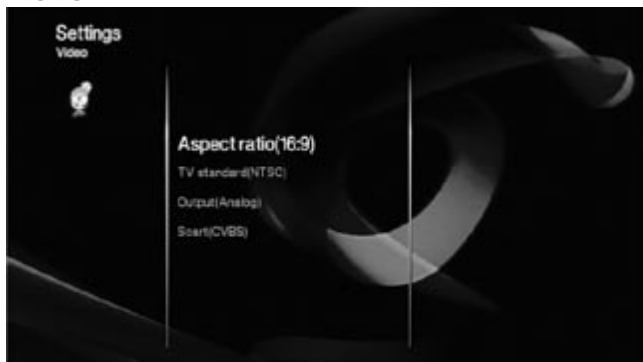 Settings
Video
Aspect ratio(16:9)
TV standard(NTSC)
Output(Analog)
Scart(CVBS)